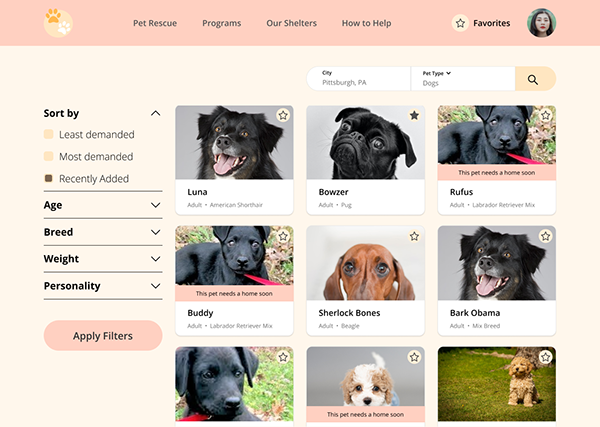 Pet Rescue
Programs
Our Shelters
How to Help
Favorites
City
Pittsburgh, PA
Pet Type
Dogs
Sort by
Least demanded
Most demanded
Recently Added
Age
Breed
Weight
Personality
Apply Filters
Luna
Adult • American Shorthair
Bowzer
Adult • Pug
This pet needs a home soon
Rufus
Adult • Labrador Retriever Mix
This pet needs a home soon
Buddy
Adult • Labrador Retriever Mix
Sherlock Bones
Adult • Beagle
Bark Obama
Adult • Mix Breed
This pet needs a home soon